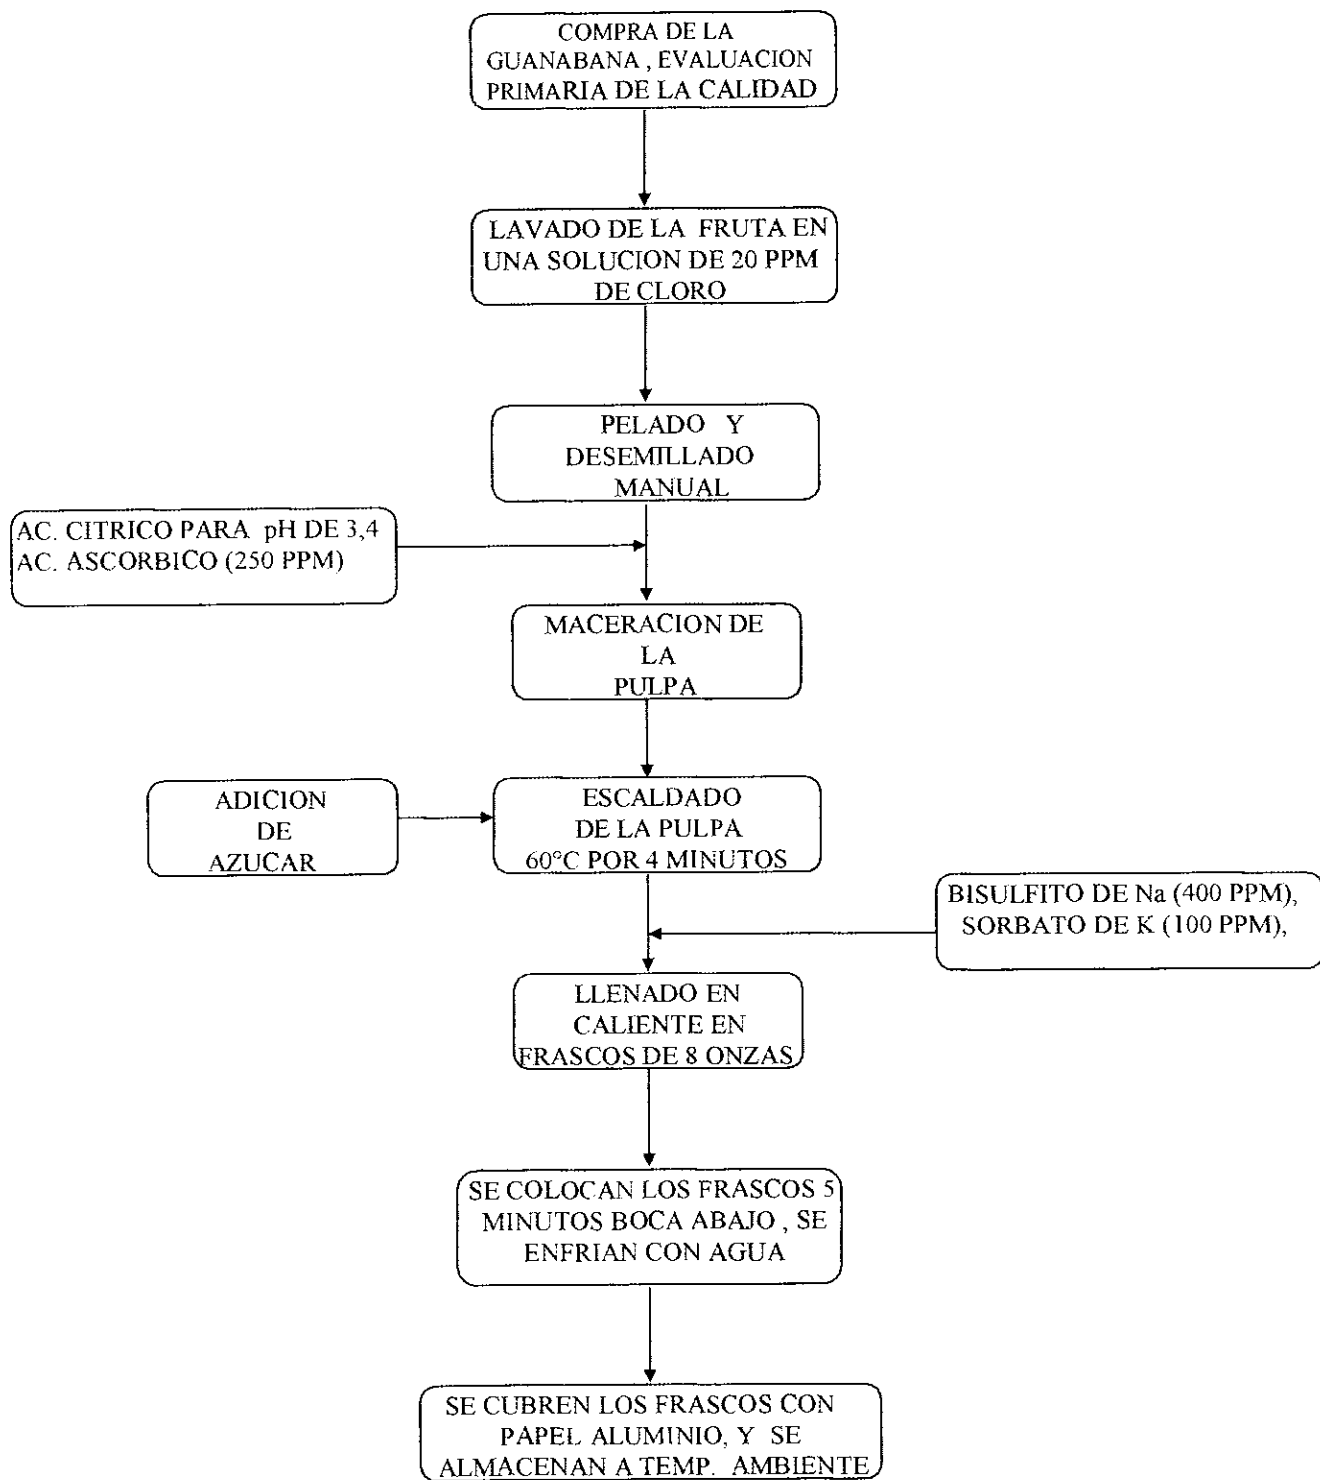 COMPRA DE LA
GUANABANA , EVALUACION
PRIMARIA DE LA CALIDAD
LAVADO DE LA FRUTA EN
UNA SOLUCION DE 20 PPM
DE CLORO
PELADO Y
DESEMILLADO
MANUAL
AC. CITRICO PARA pH DE 3,4
AC. ASCORBICO (250 PPM)
MACERACION DE
LA
PULPA
ADICION
DE
AZUCAR
ESCALDADO
DE LA PULPA
60°C POR 4 MINUTOS
BISULFITO DE Na (400 PPM),
SORBATO DE K (100 PPM),
LLENADO EN
CALIENTE EN
FRASCOS DE 8 ONZAS
SE COLOCAN LOS FRASCOS 5
MINUTOS BOCA ABAJO , SE
ENFRIAN CON AGUA
SE CUBREN LOS FRASCOS CON
PAPEL ALUMINIO, Y SE
ALMACENAN A TEMP. AMBIENTE